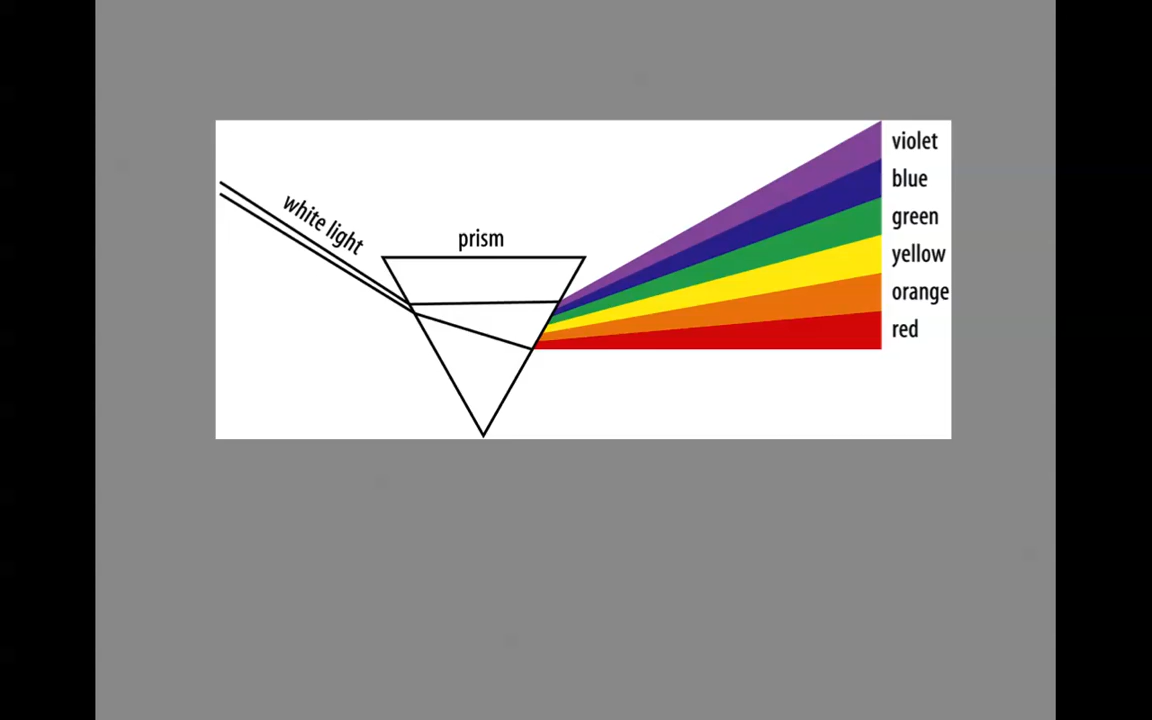 white light
prism
violet
blue
green
yellow
orange
red